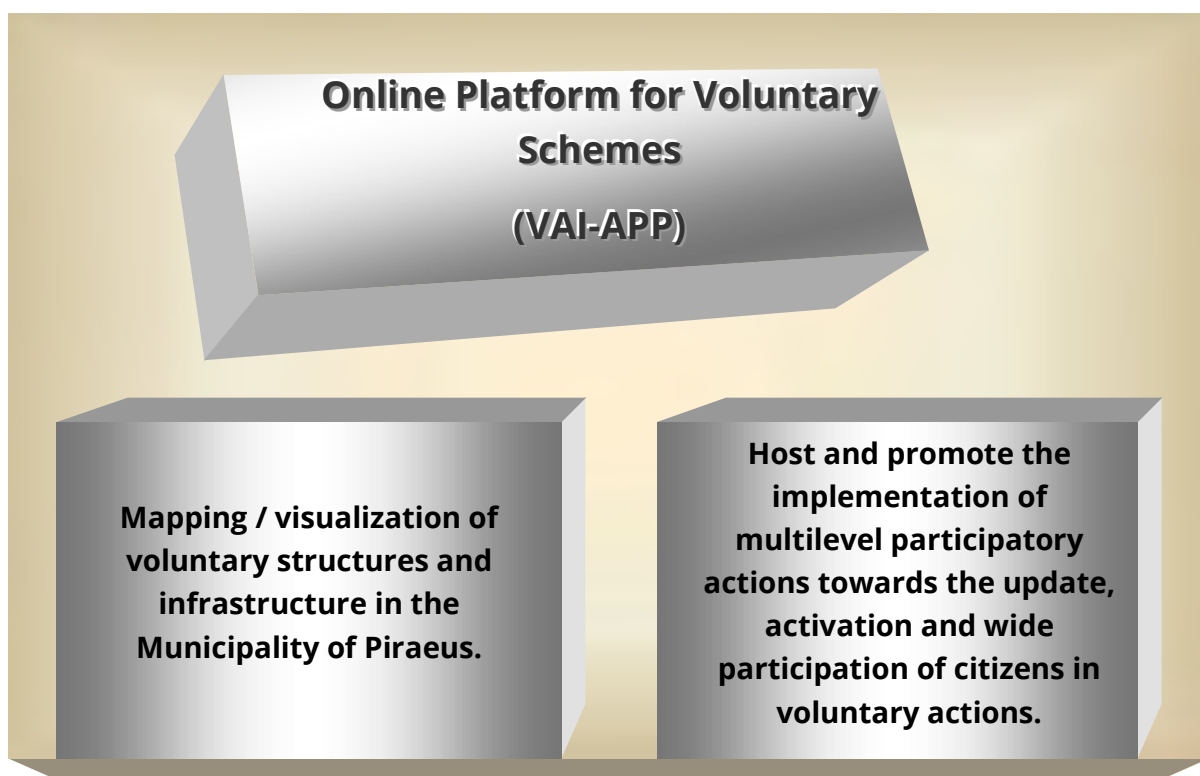 Online Platform for Voluntary
Schemes
(VAI-APP)
Mapping / visualization of
voluntary structures and
infrastructure in the
Municipality of Piraeus.
Host and promote the
implementation of
multilevel participatory
actions towards the update,
activation and wide
participation of citizens in
voluntary actions.